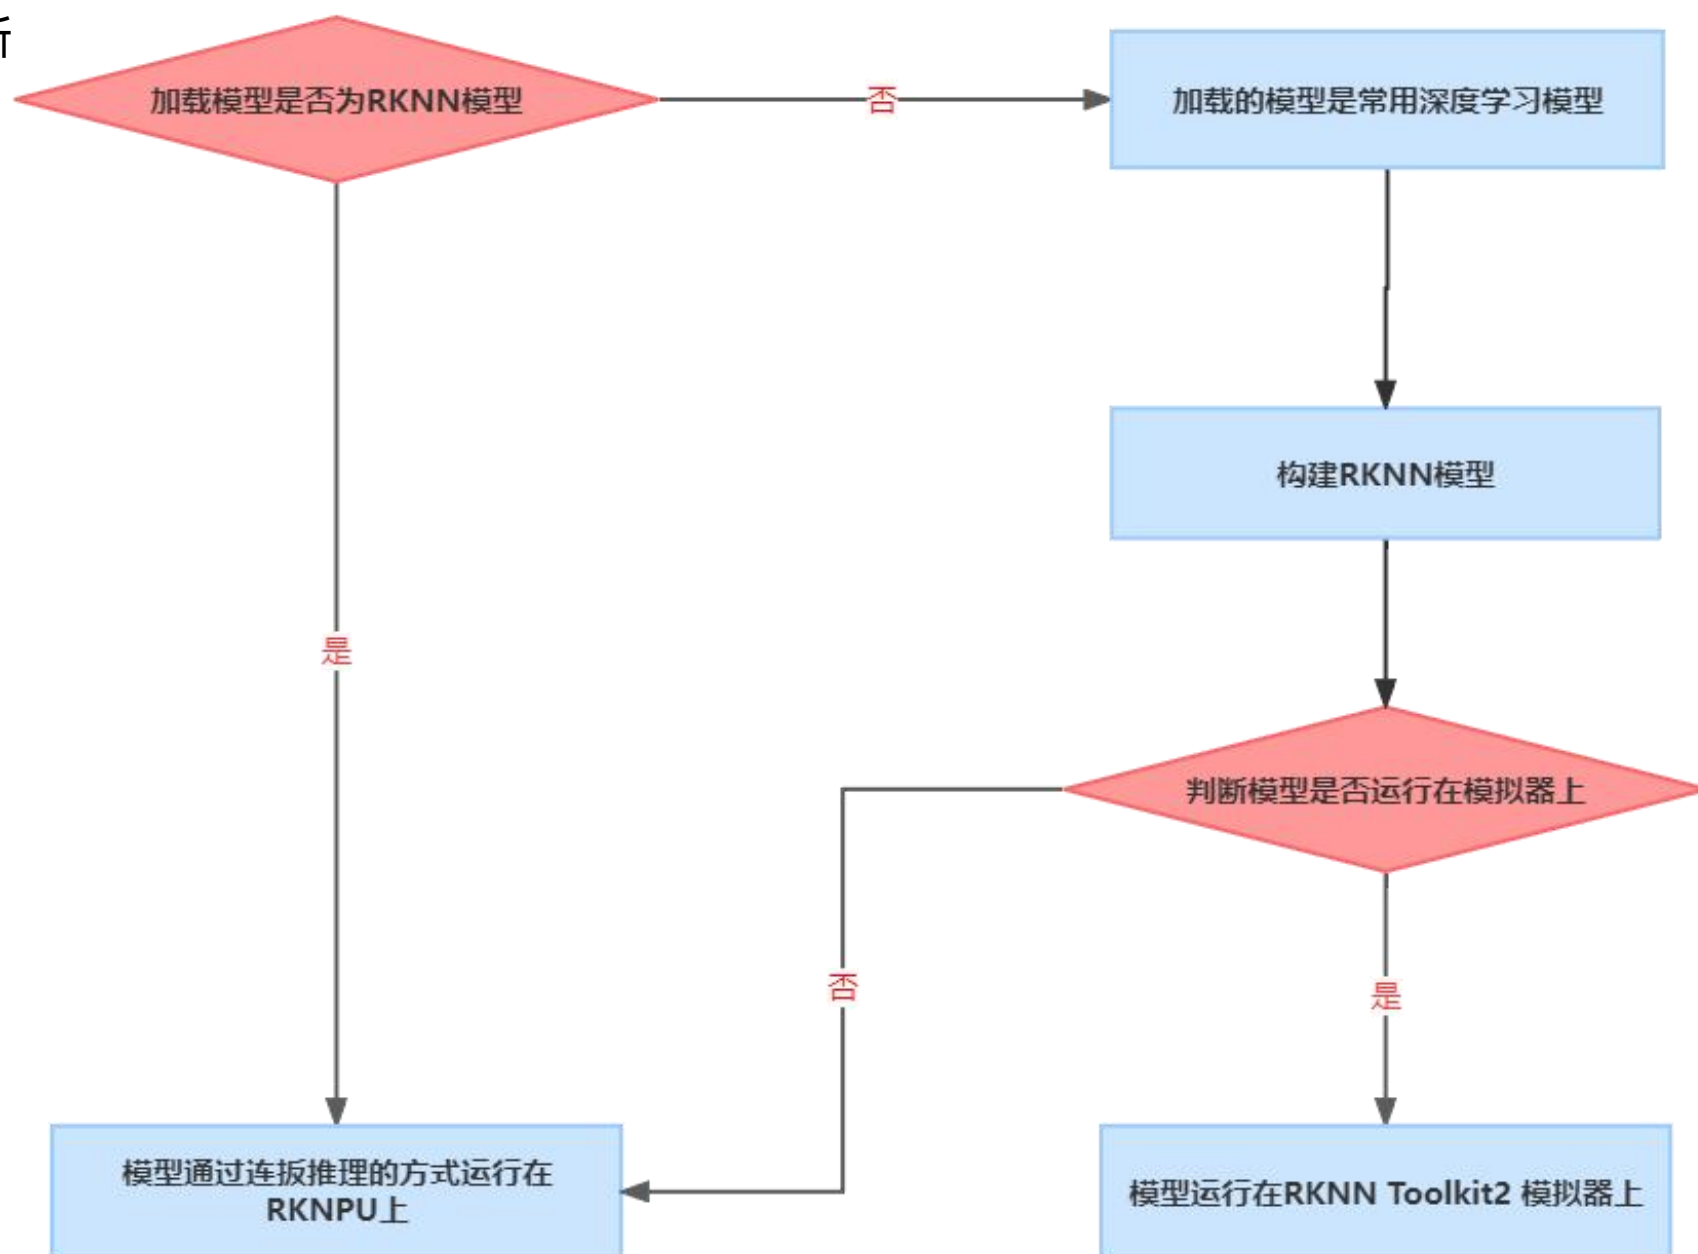 加载模型是否为RKNN模型
否
加载的模型是常用深度学习模型
构建RKNN模型
是
判断模型是否运行在模拟器上
否
是
模型通过连扳推理的方式运行在
RKNPU上
模型运行在RKNN Toolkit2 模拟器上